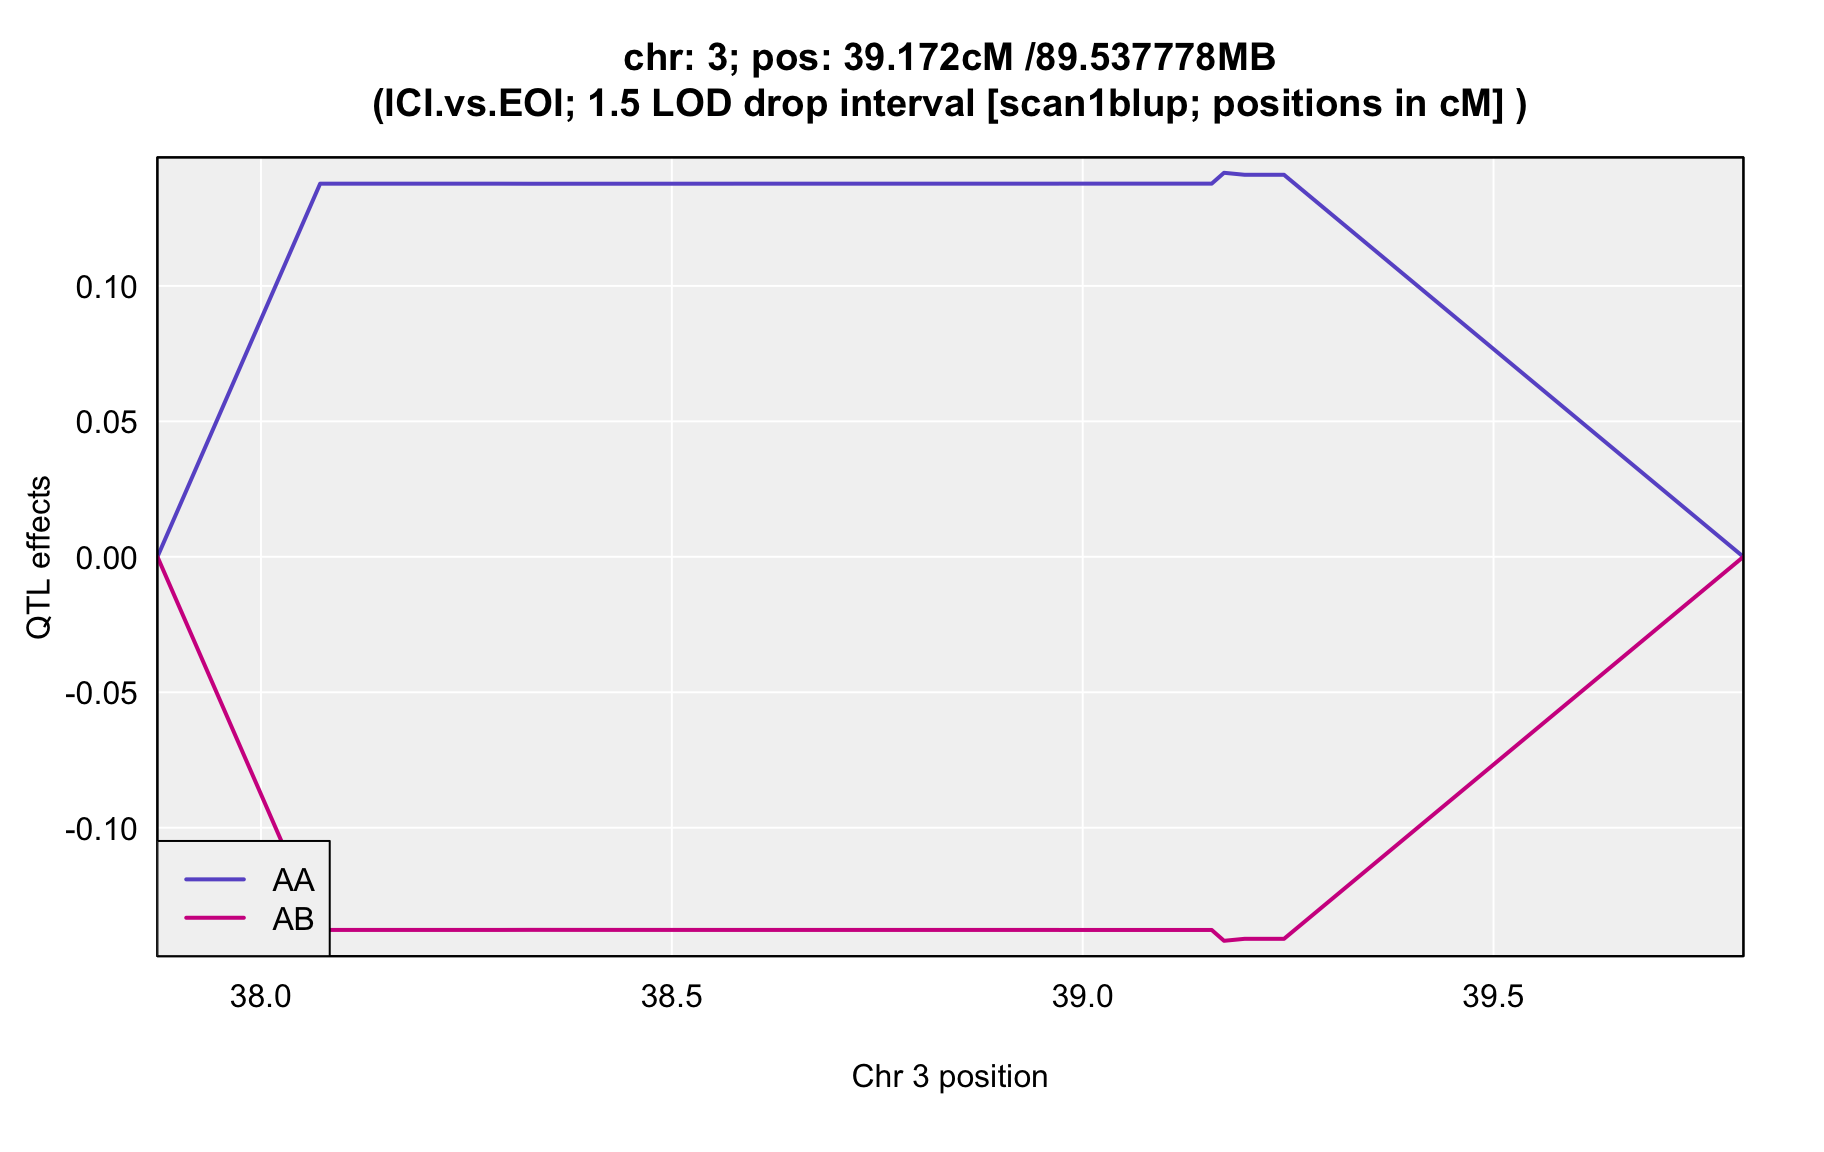 chr: 3; pos: 39.172cM /89.537778MB
(ICI.vs.EOI; 1.5 LOD drop interval [scan1blup; positions in cM] )
QTL effects
0.10
0.05
0.00
-0.05
-0.10
AA
AB
38.0
38.5
39.0
39.5
Chr 3 position